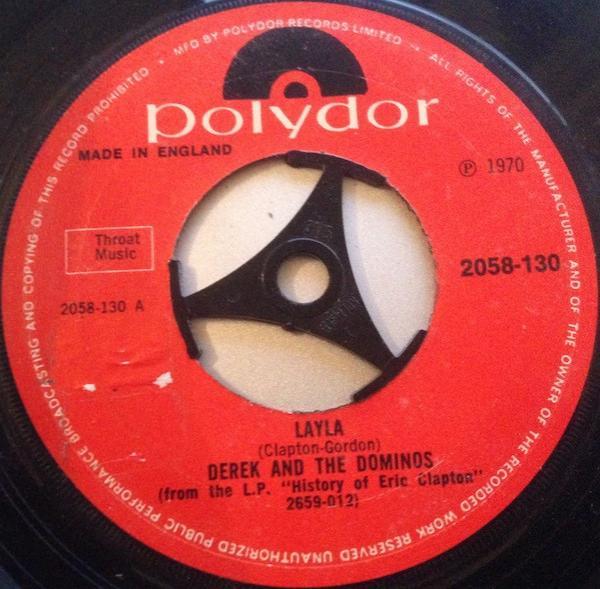 MFD BY POLYDOR RECORDS LIMITED • ALL RIGHTS OF THE MANUFACTURER AND OF THE OWNER OF THE RECORDED WORK RESERVED UNAUTHORIZED PUBLIC PERFORMANCE BROADCASTING AND COPYING OF THIS RECORD PROHIBITED •
polydor
MADE IN ENGLAND
℗ 1970
Throat
Music
2058-130
2058-130 A
LAYLA
(Clapton-Gordon)
DEREK AND THE DOMINOS
(from the L.P. "History of Eric Clapton"
2659-012)